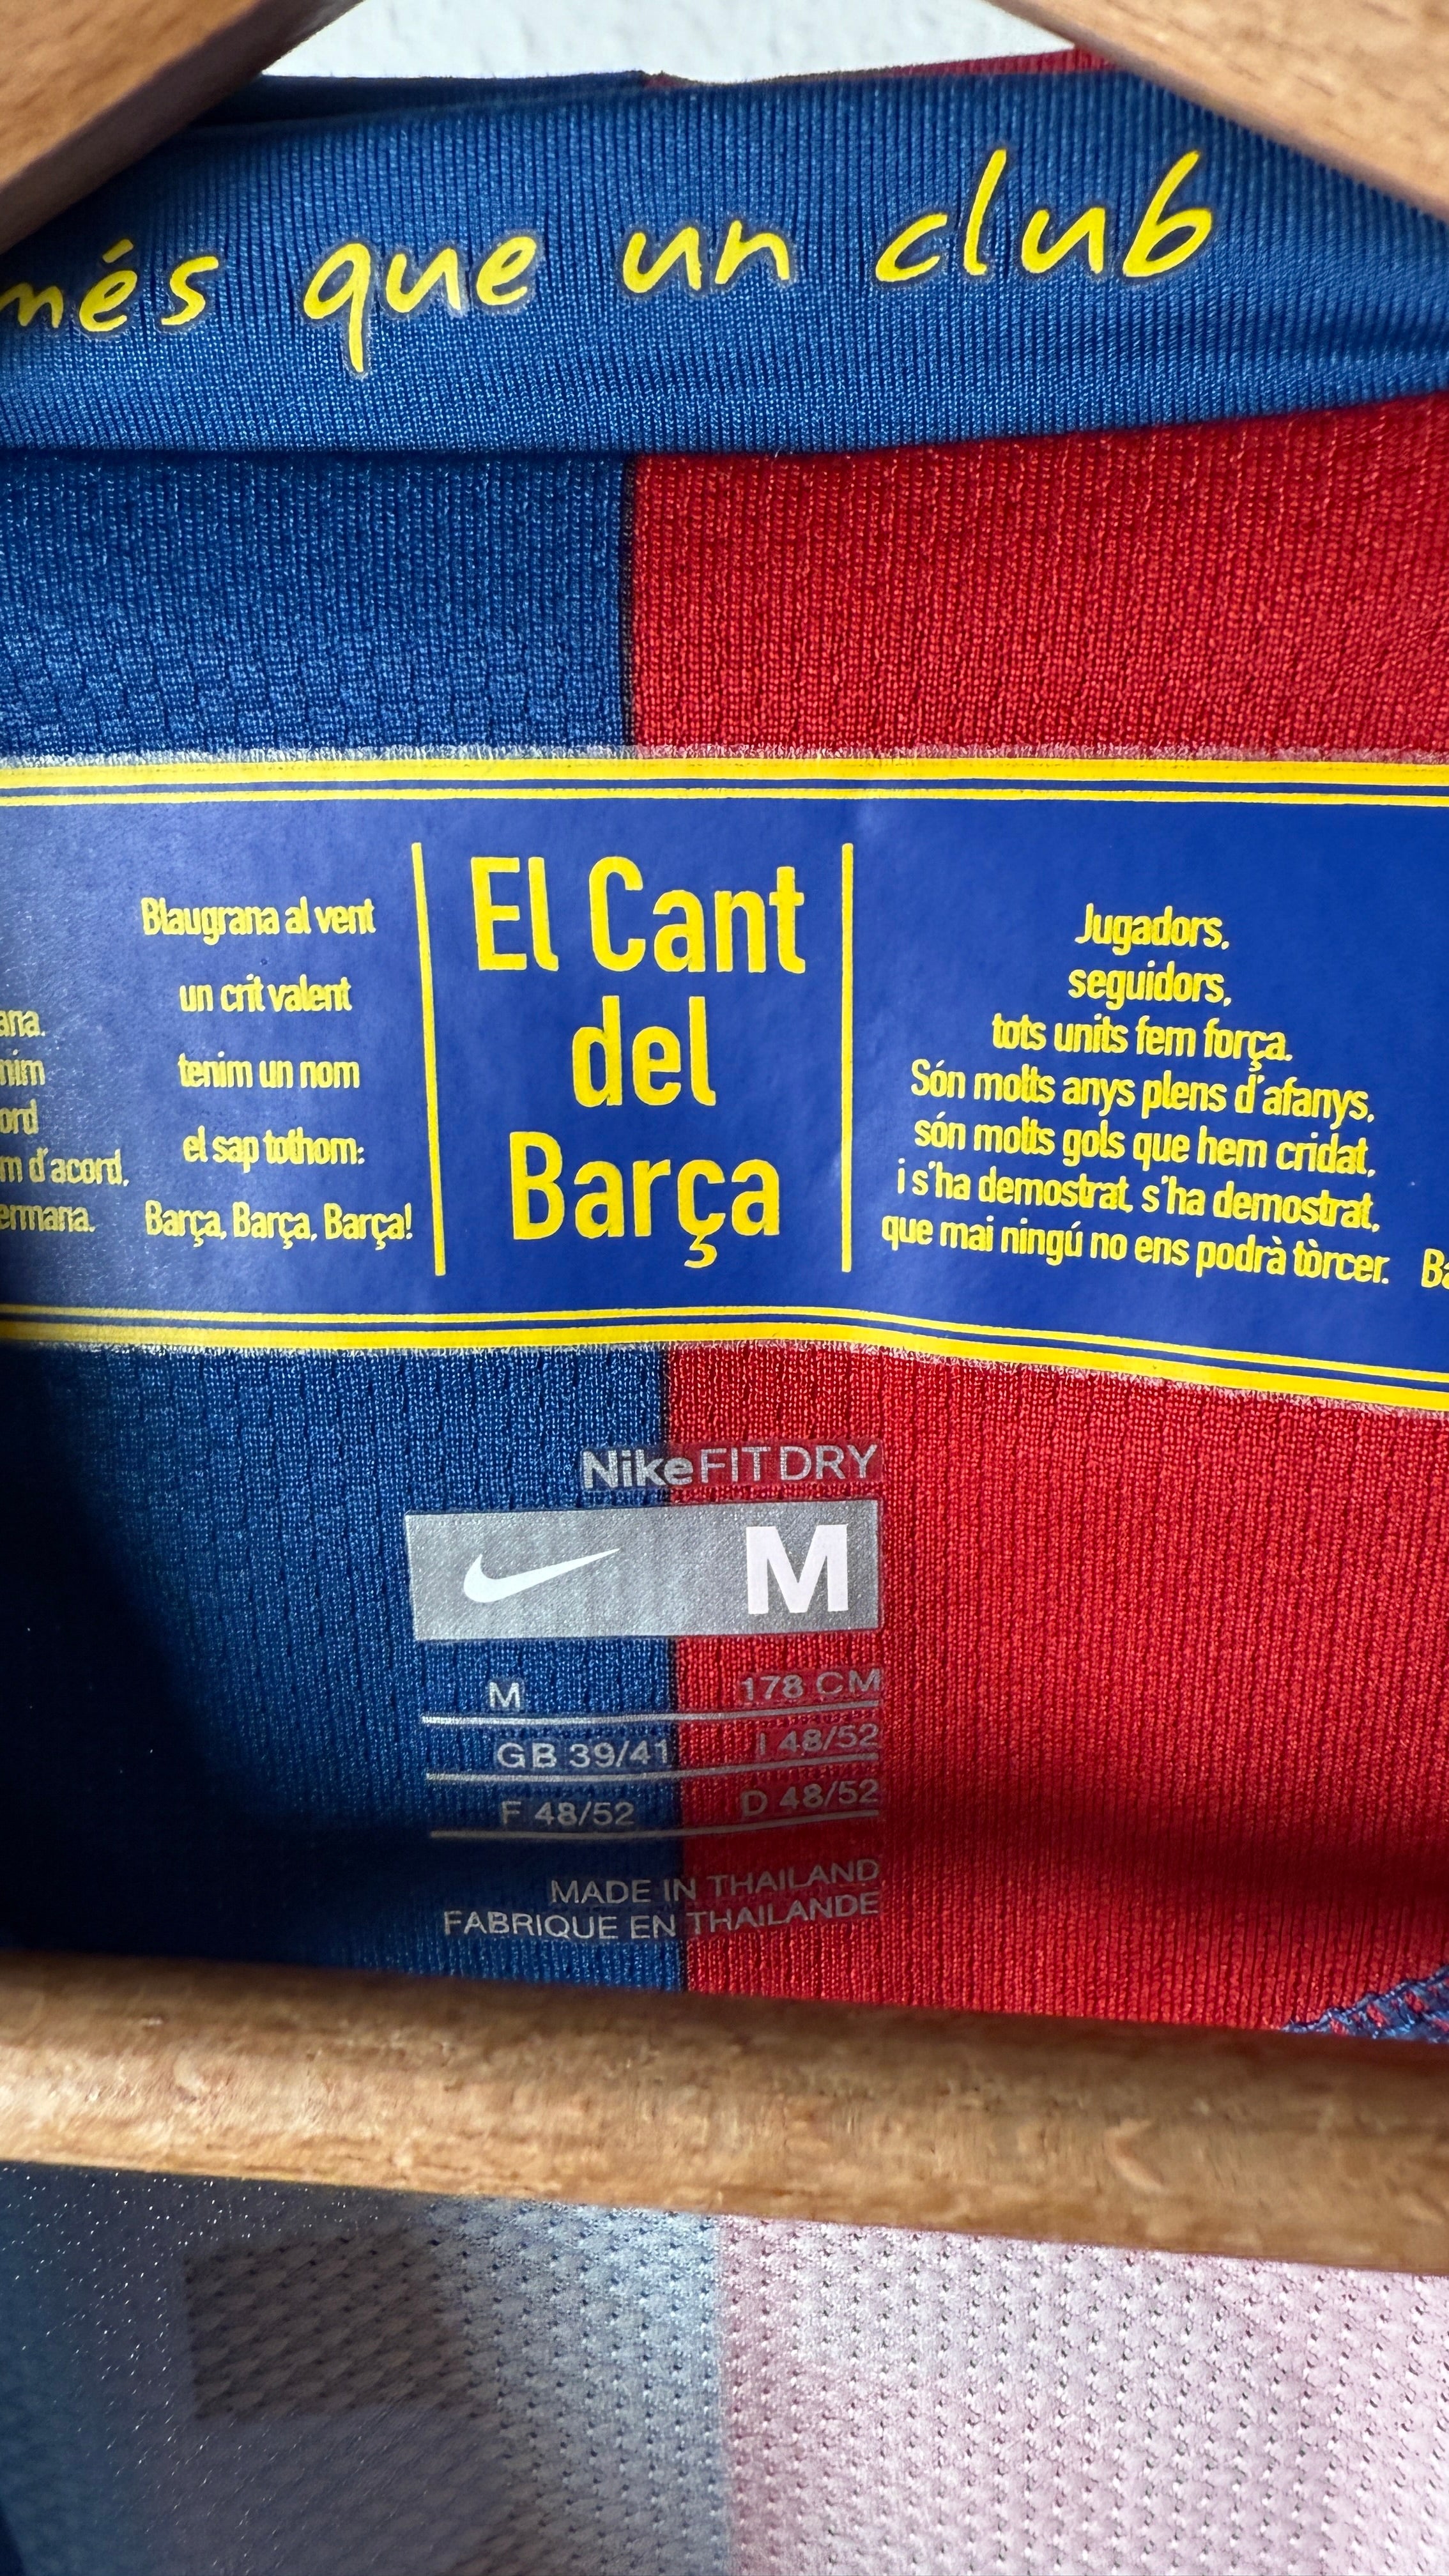 més que un club
m d'acord,
Blaugrana al vent
un crit valent
tenim un nom
el sap tothom:
Barça, Barça, Barça!
El Cant
del
Barça
Jugadors,
seguidors,
tots units fem força.
Són molts anys plens d'afanys,
són molts gols que hem cridat,
i s'ha demostrat, s'ha demostrat,
que mai ningú no ens podrà tòrcer.
NikeFITDRY
M
M 178 CM
GB 39/41 I 48/52
F 48/52 D 48/52
MADE IN THAILAND
FABRIQUE EN THAILANDE